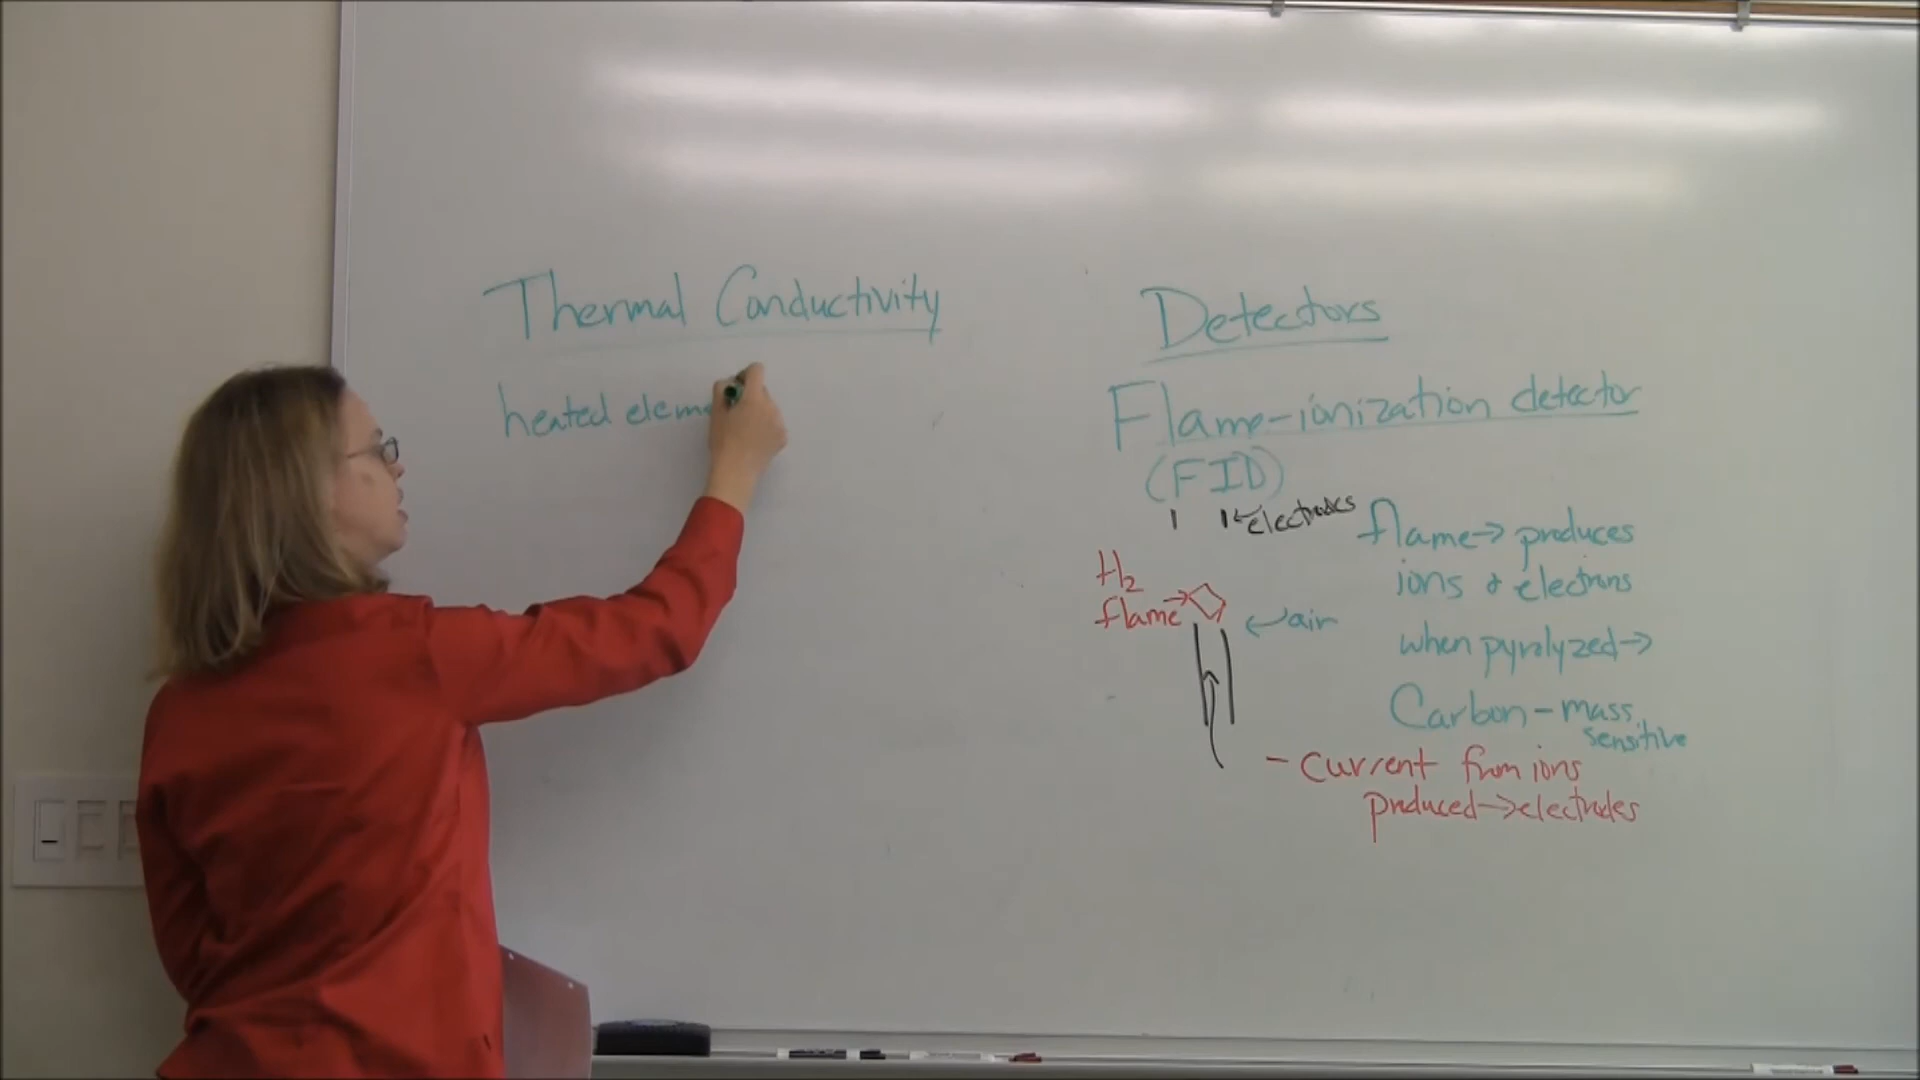 Thermal Conductivity
heated elem
Detectors
Flame-ionization detector
(FID)
electrodes
H2
flame
air
flame→ produces
ions & electrons
when pyrolyzed→
Carbon-mass
sensitive
- current from ions
produced→electrodes